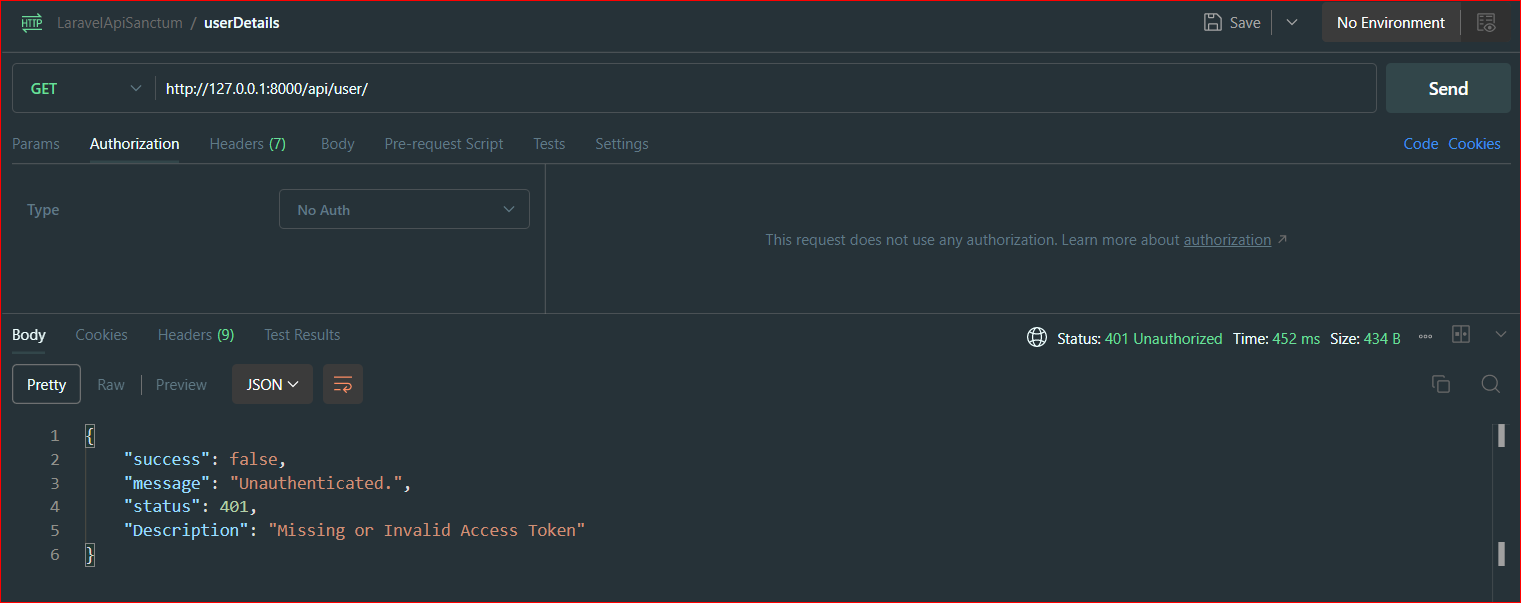 HTTP LaravelApiSanctum / userDetails Save No Environment
GET http://127.0.0.1:8000/api/user/ Send
Params Authorization Headers (7) Body Pre-request Script Tests Settings Code Cookies
Type No Auth
This request does not use any authorization. Learn more about authorization ↗
Body Cookies Headers (9) Test Results Status: 401 Unauthorized Time: 452 ms Size: 434 B
Pretty Raw Preview JSON
1 {
2 "success": false,
3 "message": "Unauthenticated.",
4 "status": 401,
5 "Description": "Missing or Invalid Access Token"
6 }